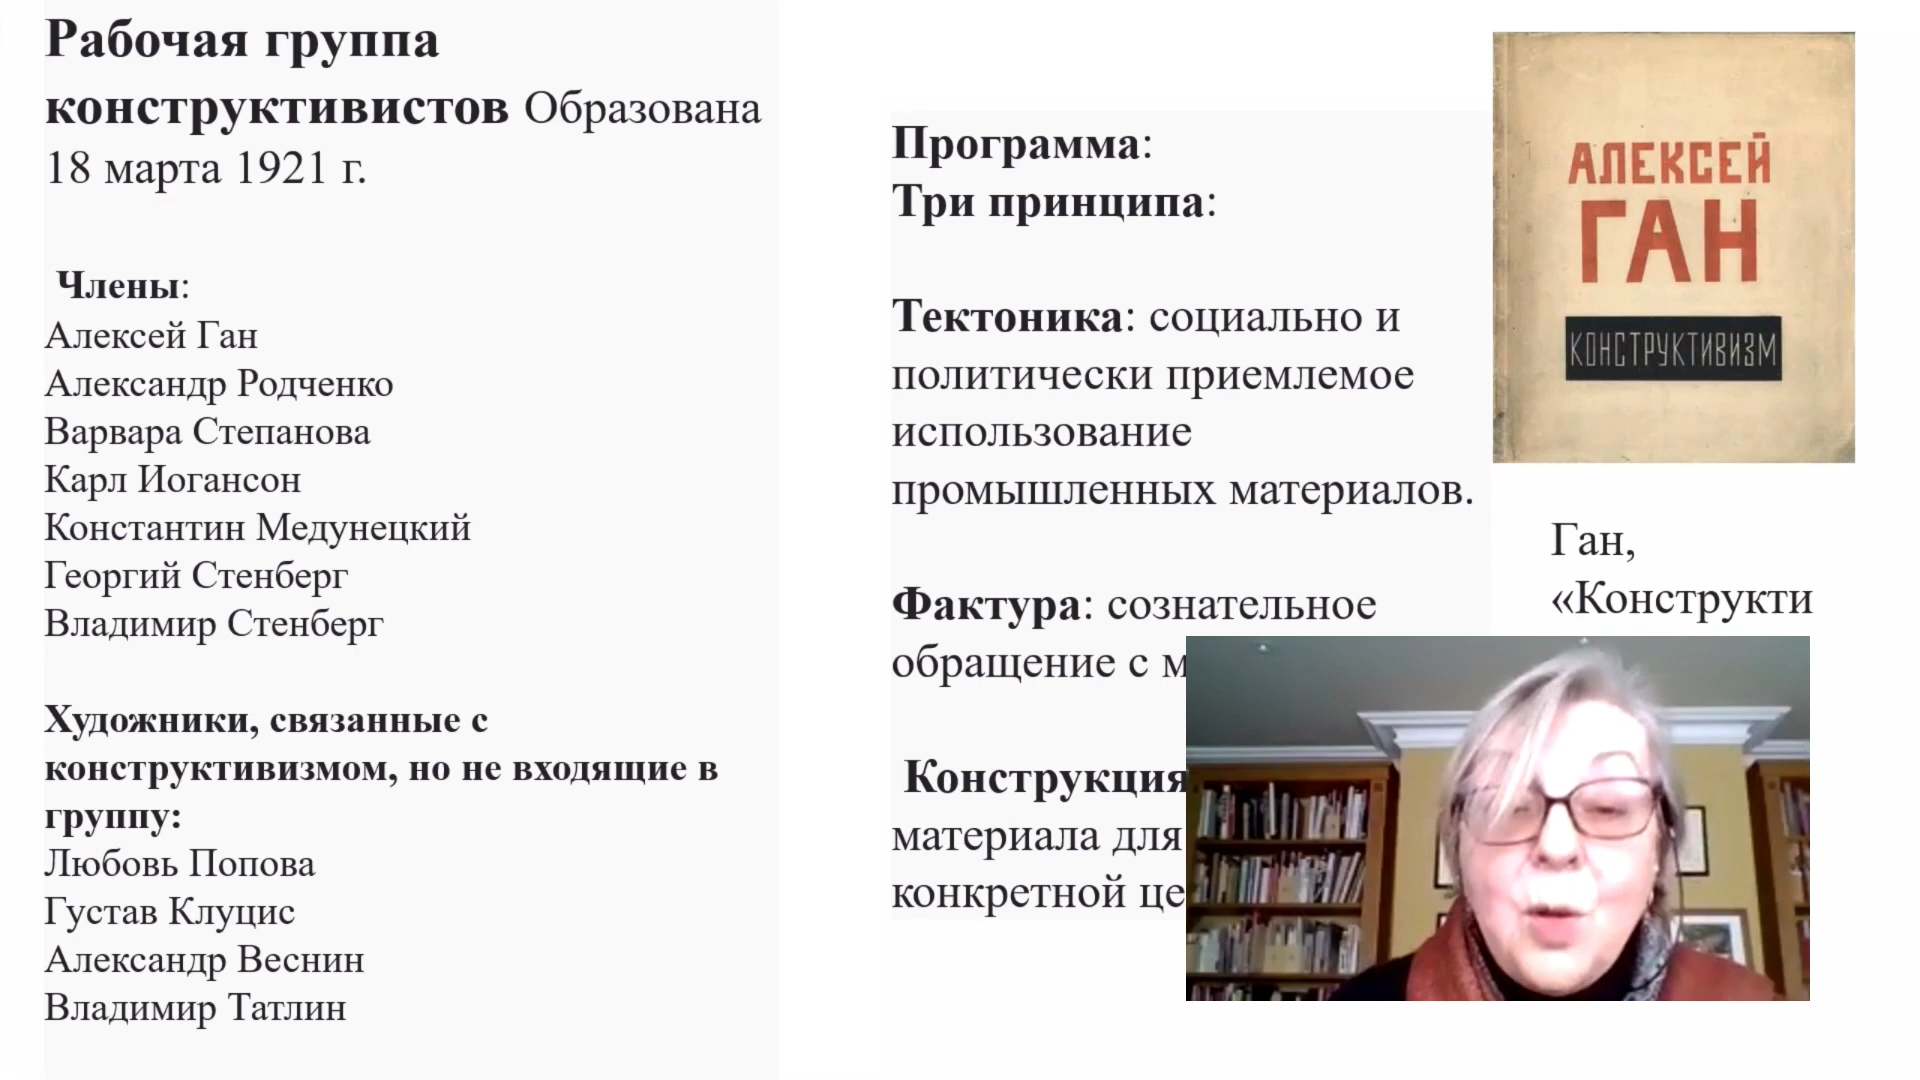 Рабочая группа
конструктивистов Образована
18 марта 1921 г.
Члены:
Алексей Ган
Александр Родченко
Варвара Степанова
Карл Иогансон
Константин Медунецкий
Георгий Стенберг
Владимир Стенберг
Художники, связанные с
конструктивизмом, но не входящие в
группу:
Любовь Попова
Густав Клуцис
Александр Веснин
Владимир Татлин
Программа:
Три принципа:
Тектоника: социально и
политически приемлемое
использование
промышленных материалов.
Фактура: сознательное
обращение с
Конструкция
материала для
конкретной
АЛЕКСЕЙ
ГАН
КОНСТРУКТИВИЗМ
Ган,
«Конструкти